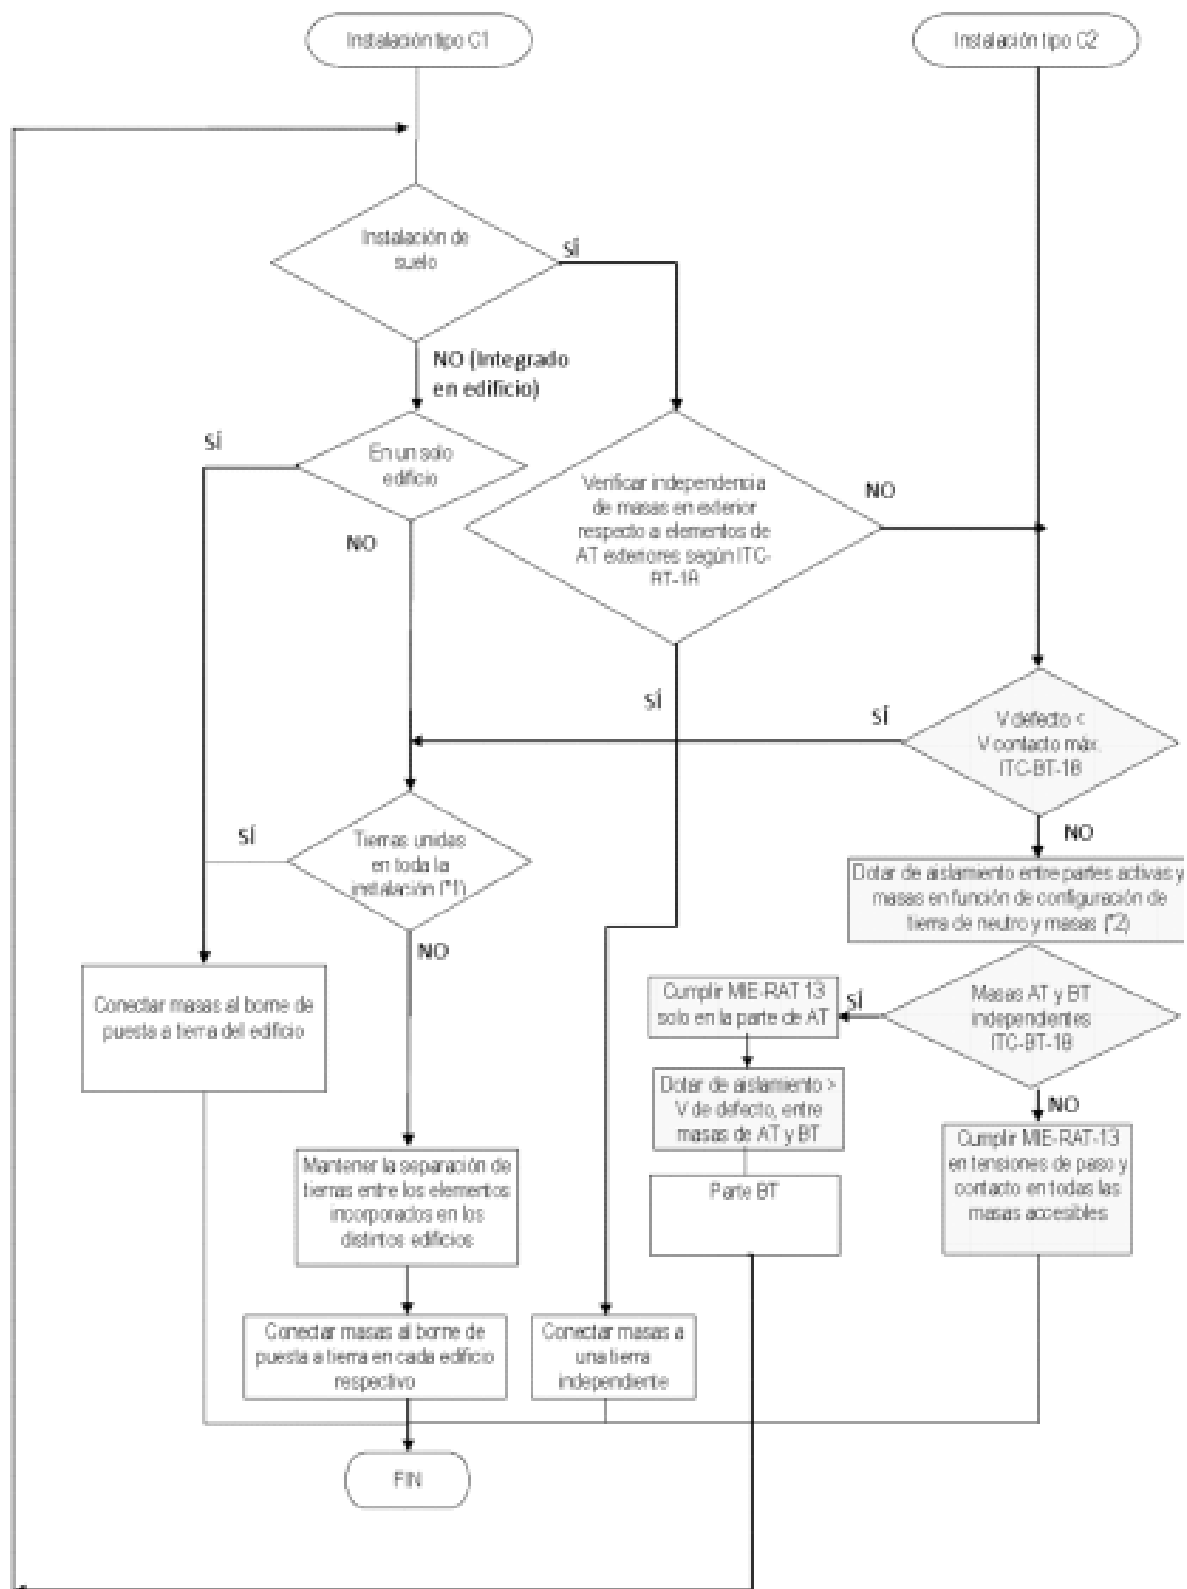 Instalación tipo C1
Instalación tipo C2
Instalación de
suelo
SÍ
NO (Integrado
en edificio)
SÍ
En un solo
edificio
NO
Verificar independencia
de masas en exterior
respecto a elementos de
AT exteriores según ITC-
BT-18
NO
SÍ
SÍ
V defecto <
V contacto máx.
ITC-BT-18
NO
SÍ
Tierras unidas
en toda la
instalación (*1)
NO
Dotar de aislamiento entre partes activas y
masas en función de configuración de
tierra de neutro y masas (*2)
Conectar masas al borne de
puesta a tierra del edificio
Cumplir MIE-RAT 13
solo en la parte de AT
SÍ
Masas AT y BT
independientes
ITC-BT-18
NO
Dotar de aislamiento >
V de defecto, entre
masas de AT y BT
Cumplir MIE-RAT-13
en tensiones de paso y
contacto en todas las
masas accesibles
Mantener la separación de
tierras entre los elementos
incorporados en los
distintos edificios
Parte BT
Conectar masas al borne de
puesta a tierra en cada edificio
respectivo
Conectar masas a
una tierra
independiente
FIN